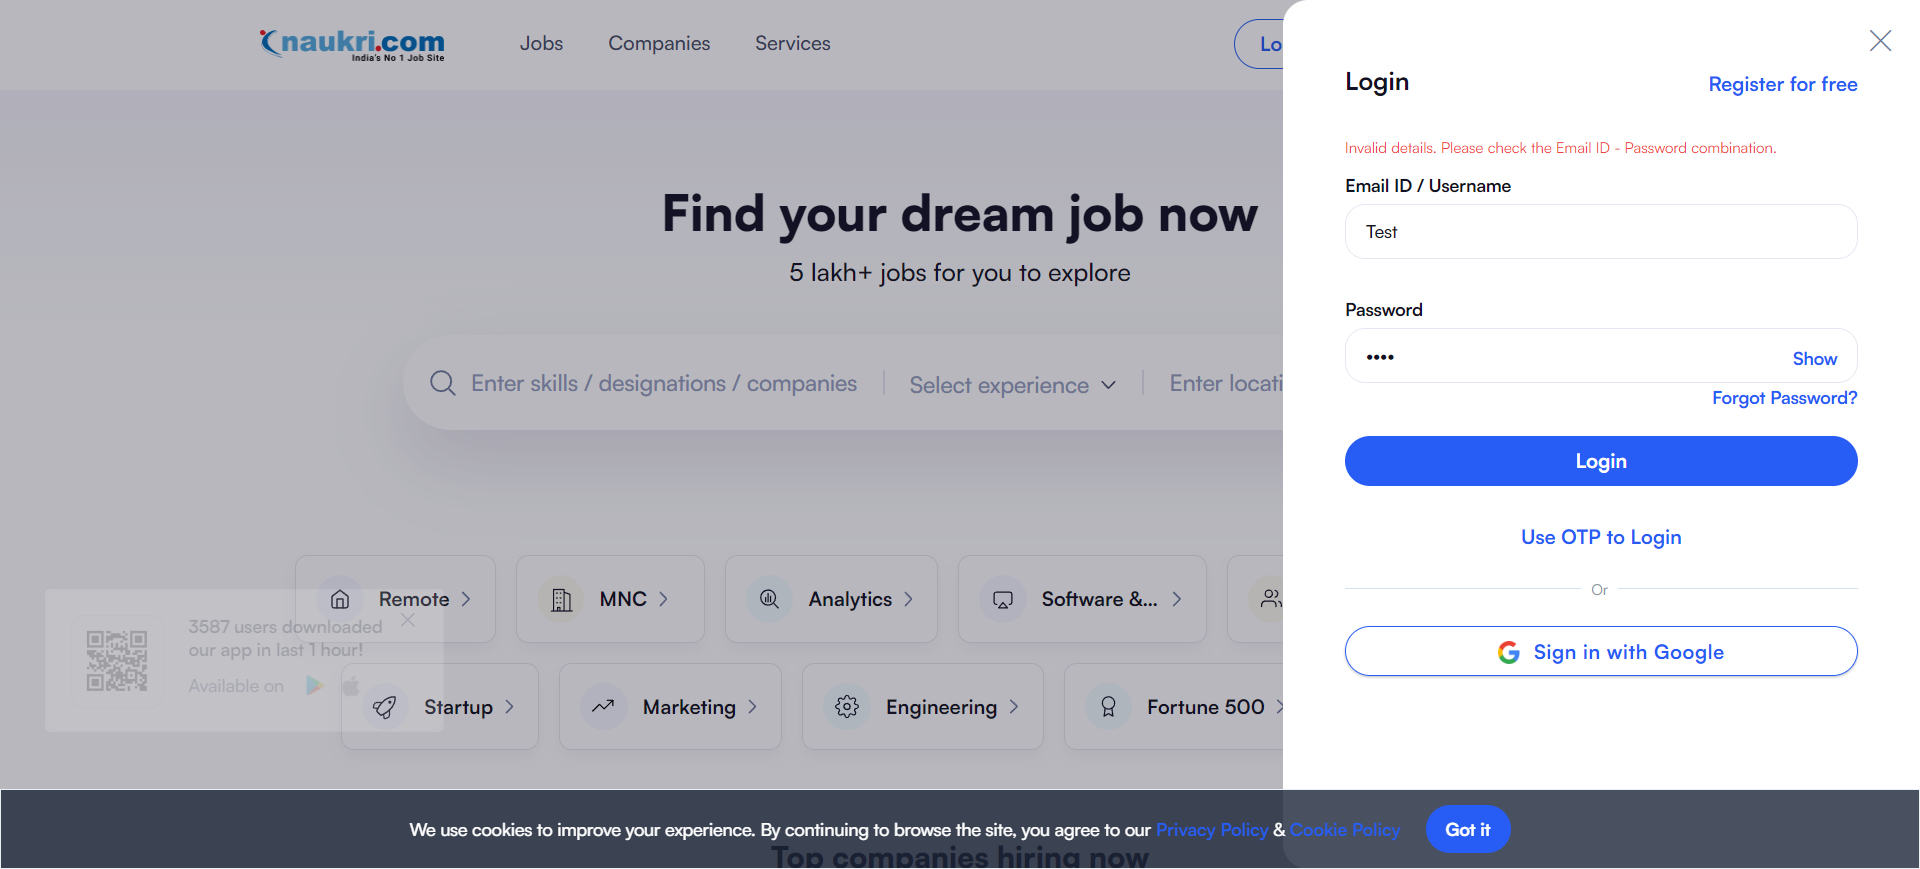 naukri.com
India's No 1 Job Site
Jobs
Companies
Services
Lo
Find your dream job now
5 lakh+ jobs for you to explore
Enter skills / designations / companies
Select experience
Enter locati
Remote
MNC
Analytics
Software &...
3587 users downloaded
our app in last 1 hour!
Available on
Startup
Marketing
Engineering
Fortune 500
Login
Register for free
Invalid details. Please check the Email ID - Password combination.
Email ID / Username
Test
Password
••••
Show
Forgot Password?
Login
Use OTP to Login
Or
Sign in with Google
We use cookies to improve your experience. By continuing to browse the site, you agree to our Privacy Policy & Cookie Policy
Got it
Top companies hiring now